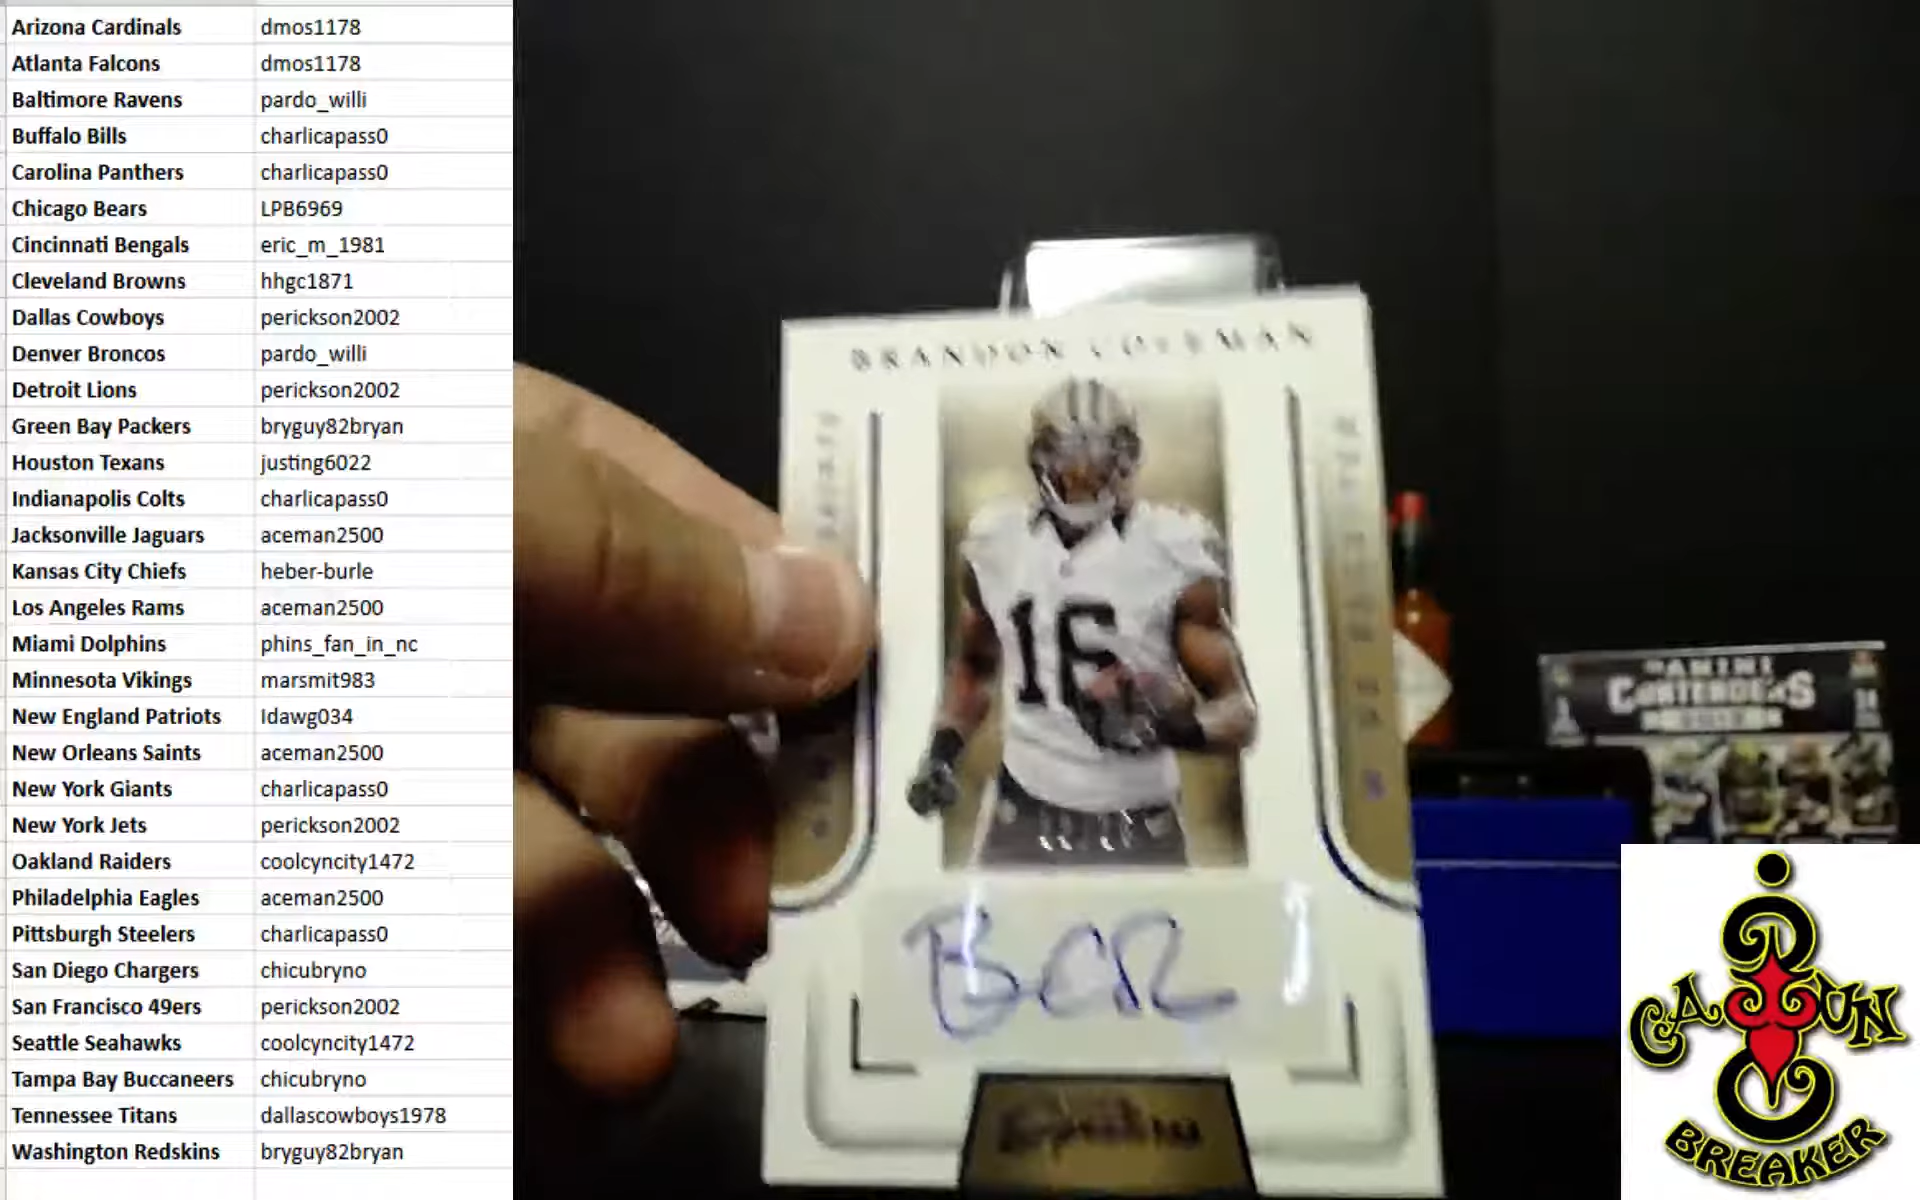 Arizona Cardinals dmos1178
Atlanta Falcons dmos1178
Baltimore Ravens pardo_willi
Buffalo Bills charlicapass0
Carolina Panthers charlicapass0
Chicago Bears LPB6969
Cincinnati Bengals eric_m_1981
Cleveland Browns hhgc1871
Dallas Cowboys perickson2002
Denver Broncos pardo_willi
Detroit Lions perickson2002
Green Bay Packers bryguy82bryan
Houston Texans justing6022
Indianapolis Colts charlicapass0
Jacksonville Jaguars aceman2500
Kansas City Chiefs heber-burle
Los Angeles Rams aceman2500
Miami Dolphins phins_fan_in_nc
Minnesota Vikings marsmit983
New England Patriots ldawg034
New Orleans Saints aceman2500
New York Giants charlicapass0
New York Jets perickson2002
Oakland Raiders coolcyncity1472
Philadelphia Eagles aceman2500
Pittsburgh Steelers charlicapass0
San Diego Chargers chicubryno
San Francisco 49ers perickson2002
Seattle Seahawks coolcyncity1472
Tampa Bay Buccaneers chicubryno
Tennessee Titans dallascowboys1978
Washington Redskins bryguy82bryan
BRANDON COLEMAN
16
PANINI
CONTENDERS
CAJUN
BREAKER